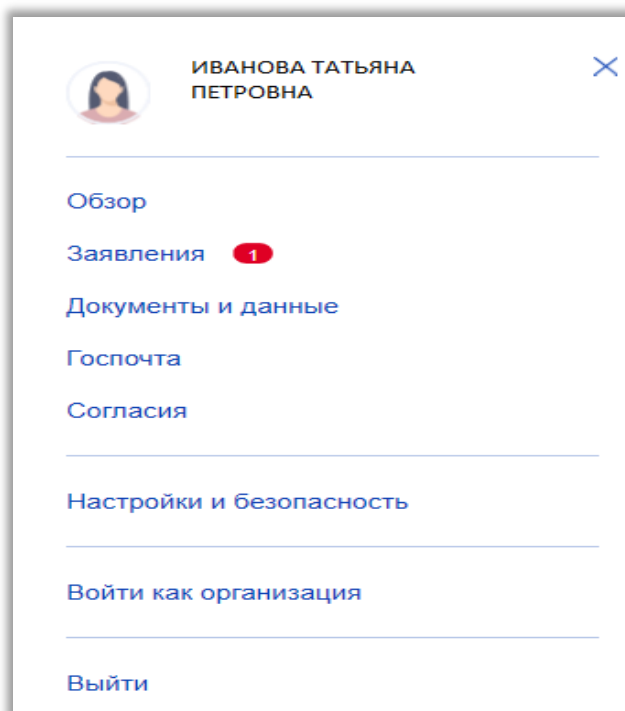 ИВАНОВА ТАТЬЯНА
ПЕТРОВНА
Обзор
Заявления 1
Документы и данные
Госпочта
Согласия
Настройки и безопасность
Войти как организация
Выйти